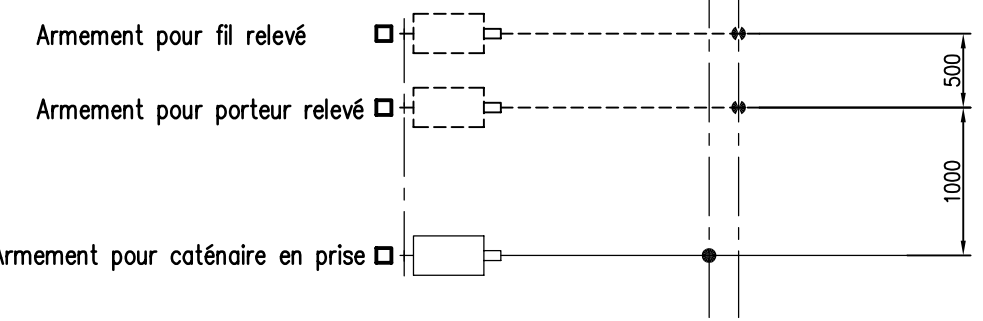 Armement pour fil relevé
500
Armement pour porteur relevé
1000
Armement pour caténaire en prise